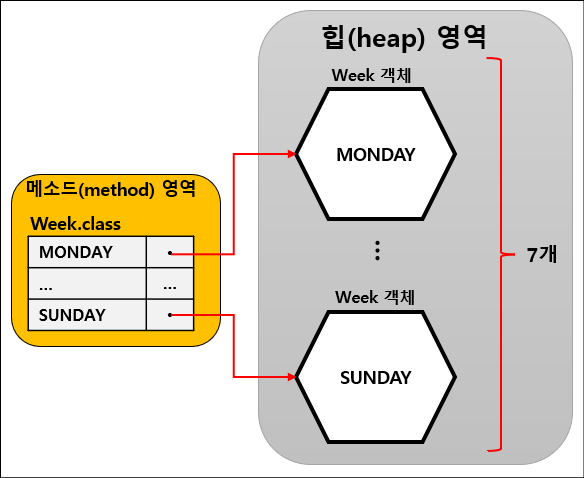 힙(heap) 영역
Week 객체
MONDAY
메소드(method) 영역
Week.class
MONDAY
... ...
SUNDAY
7개
Week 객체
SUNDAY